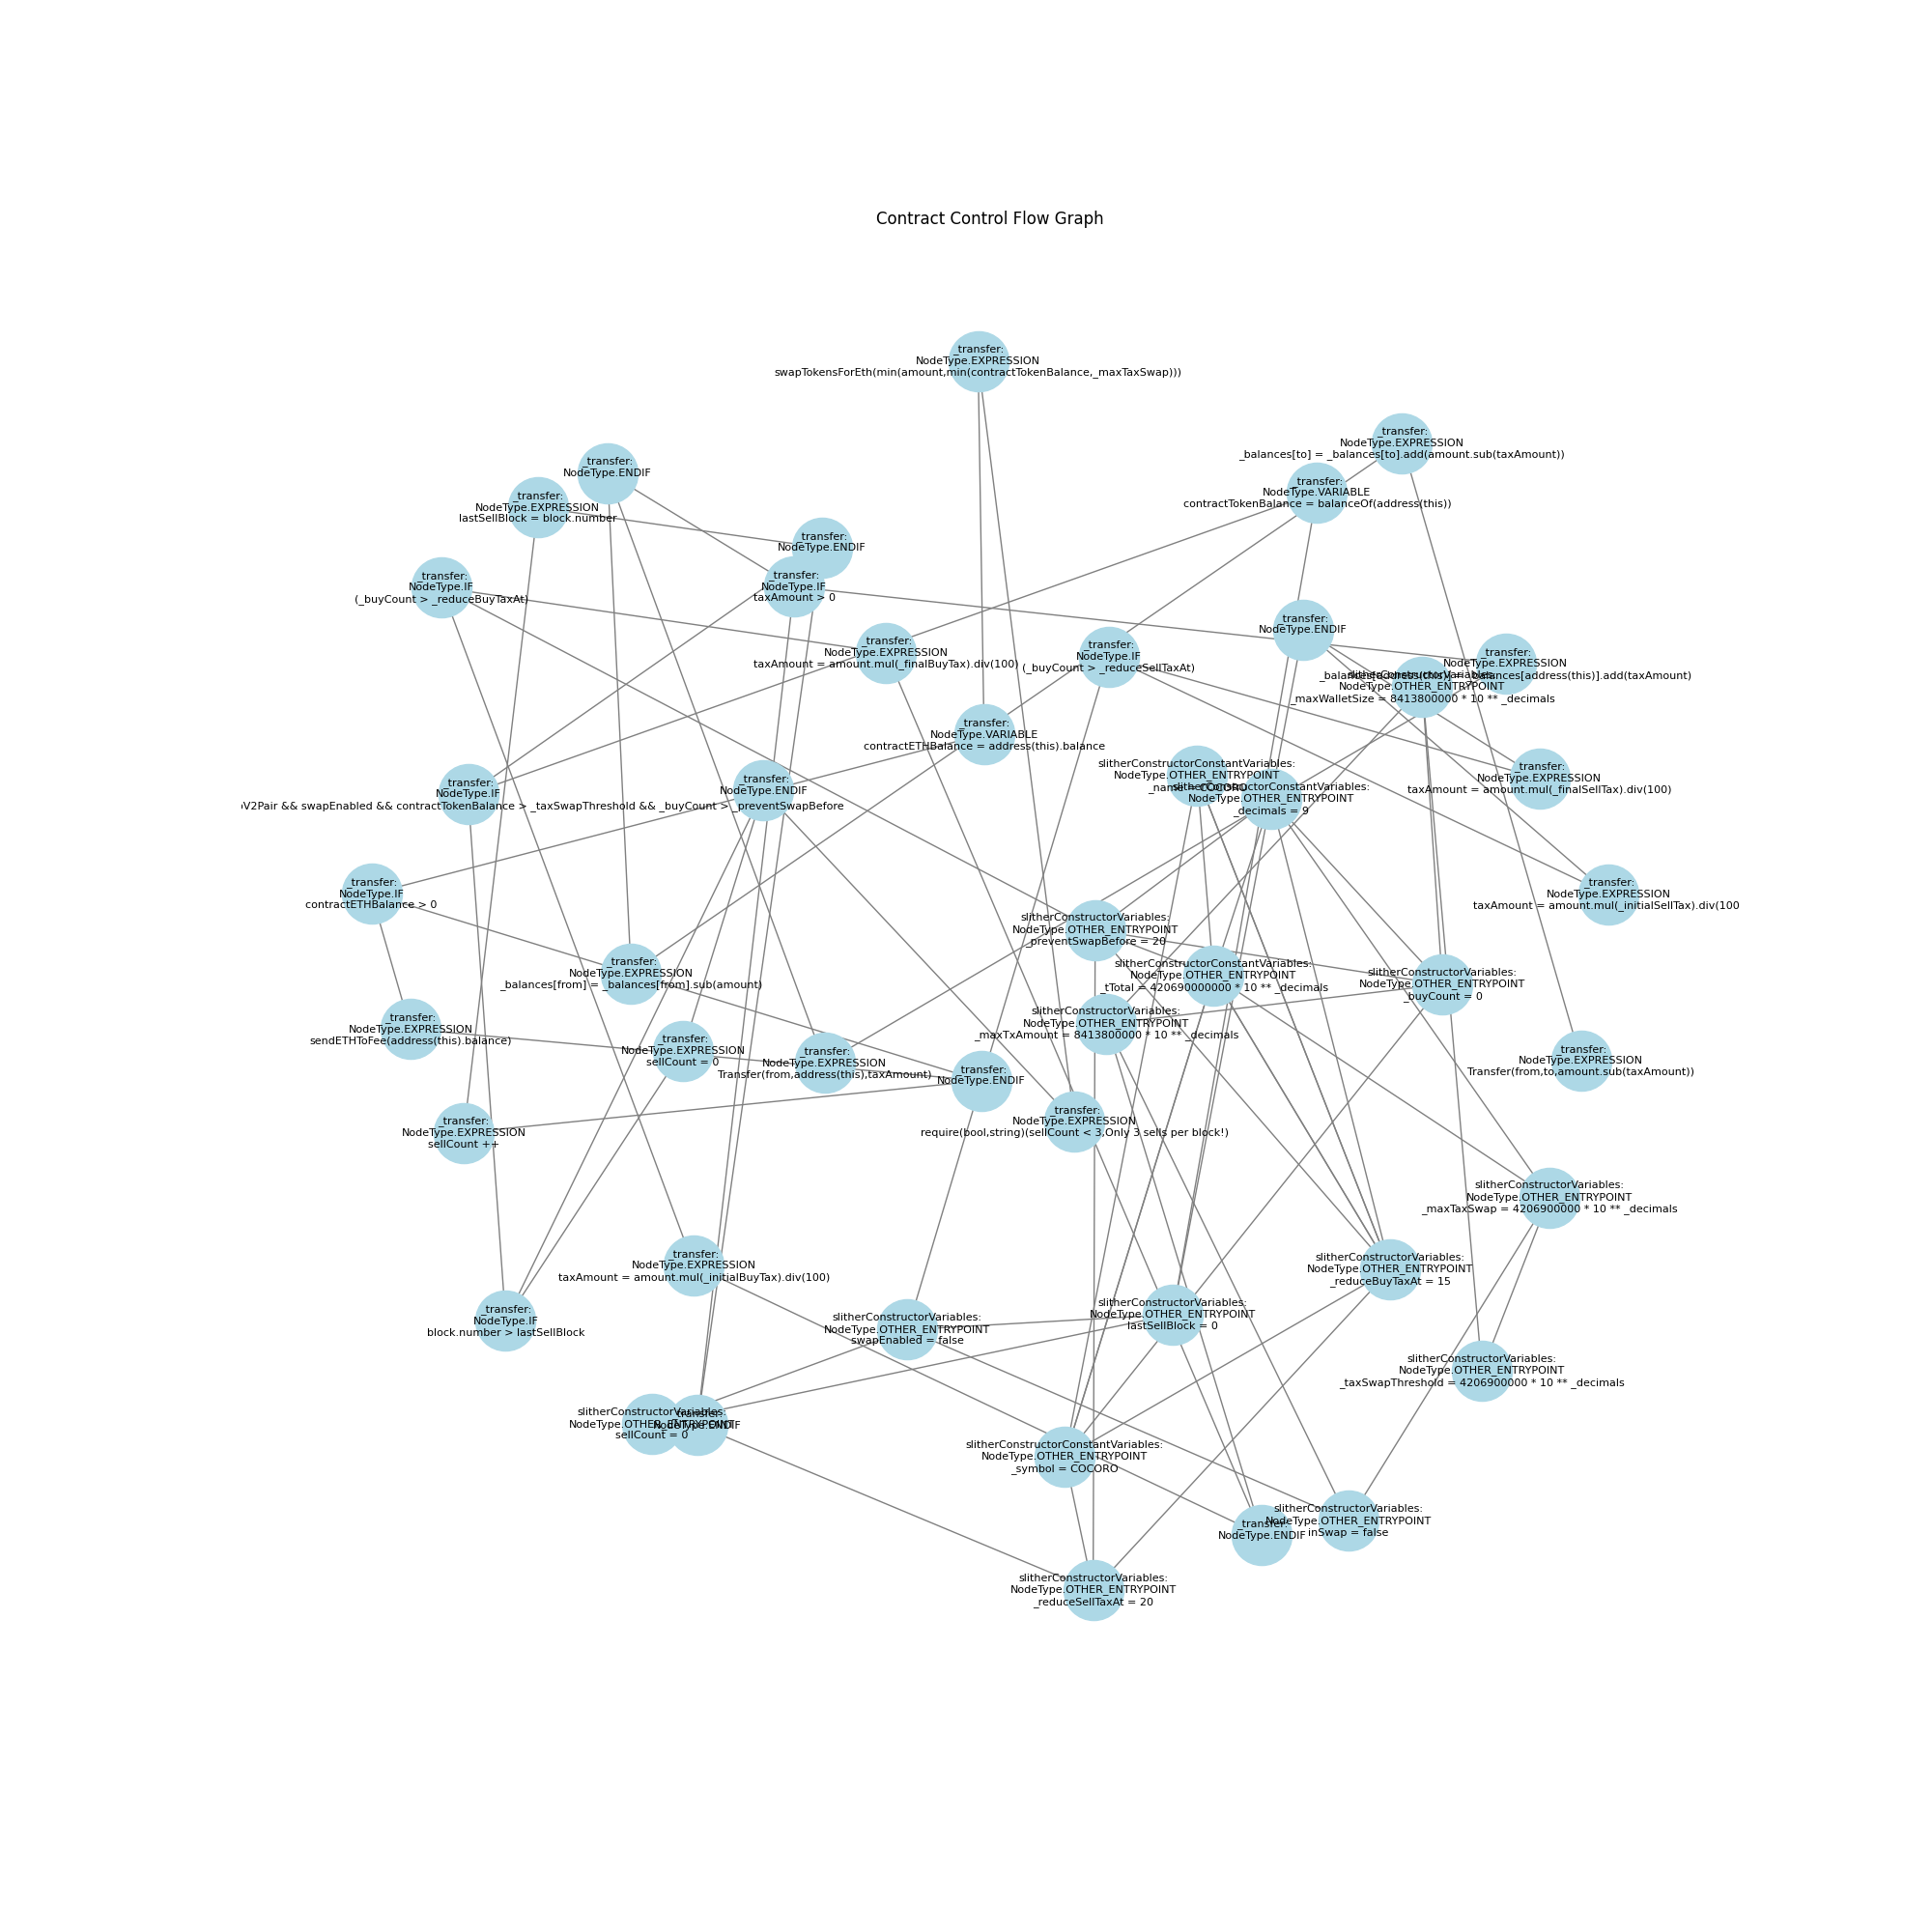 Contract Control Flow Graph
_transfer:
NodeType.EXPRESSION
swapTokensForEth(min(amount,min(contractTokenBalance,_maxTaxSwap)))
_transfer:
NodeType.EXPRESSION
_balances[to] = _balances[to].add(amount.sub(taxAmount))
_transfer:
NodeType.ENDIF
_transfer:
NodeType.VARIABLE
contractTokenBalance = balanceOf(address(this))
_transfer:
NodeType.EXPRESSION
lastSellBlock = block.number
_transfer:
NodeType.ENDIF
_transfer:
NodeType.IF
taxAmount > 0
_transfer:
NodeType.IF
(_buyCount > _reduceBuyTaxAt)
_transfer:
NodeType.ENDIF
_transfer:
NodeType.EXPRESSION
taxAmount = amount.mul(_finalBuyTax).div(100)
_transfer:
NodeType.IF
(_buyCount > _reduceSellTaxAt)
_transfer:
NodeType.EXPRESSION
_balances[address(this)] = _balances[address(this)].add(taxAmount)
slitherConstructorVariables:
NodeType.OTHER_ENTRYPOINT
_maxWalletSize = 8413800000 * 10 ** _decimals
_transfer:
NodeType.VARIABLE
contractETHBalance = address(this).balance
_transfer:
NodeType.EXPRESSION
taxAmount = amount.mul(_finalSellTax).div(100)
slitherConstructorConstantVariables:
NodeType.OTHER_ENTRYPOINT
_name = COCORO
slitherConstructorConstantVariables:
NodeType.OTHER_ENTRYPOINT
_decimals = 9
_transfer:
NodeType.IF
V2Pair && swapEnabled && contractTokenBalance > _taxSwapThreshold && _buyCount > _preventSwapBefore
_transfer:
NodeType.ENDIF
_transfer:
NodeType.IF
contractETHBalance > 0
_transfer:
NodeType.EXPRESSION
taxAmount = amount.mul(_initialSellTax).div(100
slitherConstructorVariables:
NodeType.OTHER_ENTRYPOINT
_preventSwapBefore = 20
_transfer:
NodeType.EXPRESSION
_balances[from] = _balances[from].sub(amount)
slitherConstructorConstantVariables:
NodeType.OTHER_ENTRYPOINT
_tTotal = 420690000000 * 10 ** _decimals
slitherConstructorVariables:
NodeType.OTHER_ENTRYPOINT
_buyCount = 0
slitherConstructorVariables:
NodeType.OTHER_ENTRYPOINT
_maxTxAmount = 8413800000 * 10 ** _decimals
_transfer:
NodeType.EXPRESSION
sendETHToFee(address(this).balance)
_transfer:
NodeType.EXPRESSION
sellCount = 0
_transfer:
NodeType.EXPRESSION
Transfer(from,address(this),taxAmount)
_transfer:
NodeType.ENDIF
_transfer:
NodeType.EXPRESSION
Transfer(from,to,amount.sub(taxAmount))
_transfer:
NodeType.EXPRESSION
sellCount ++
_transfer:
NodeType.EXPRESSION
require(bool,string)(sellCount < 3,Only 3 sells per block!)
slitherConstructorVariables:
NodeType.OTHER_ENTRYPOINT
_maxTaxSwap = 4206900000 * 10 ** _decimals
_transfer:
NodeType.EXPRESSION
taxAmount = amount.mul(_initialBuyTax).div(100)
slitherConstructorVariables:
NodeType.OTHER_ENTRYPOINT
_reduceBuyTaxAt = 15
_transfer:
NodeType.IF
block.number > lastSellBlock
slitherConstructorVariables:
NodeType.OTHER_ENTRYPOINT
swapEnabled = false
slitherConstructorVariables:
NodeType.OTHER_ENTRYPOINT
lastSellBlock = 0
slitherConstructorVariables:
NodeType.OTHER_ENTRYPOINT
_taxSwapThreshold = 4206900000 * 10 ** _decimals
slitherConstructorVariables:
NodeType.OTHER_ENTRYPOINT
sellCount = 0
_transfer:
NodeType.ENDIF
slitherConstructorConstantVariables:
NodeType.OTHER_ENTRYPOINT
_symbol = COCORO
slitherConstructorVariables:
NodeType.OTHER_ENTRYPOINT
inSwap = false
_transfer:
NodeType.ENDIF
slitherConstructorVariables:
NodeType.OTHER_ENTRYPOINT
_reduceSellTaxAt = 20